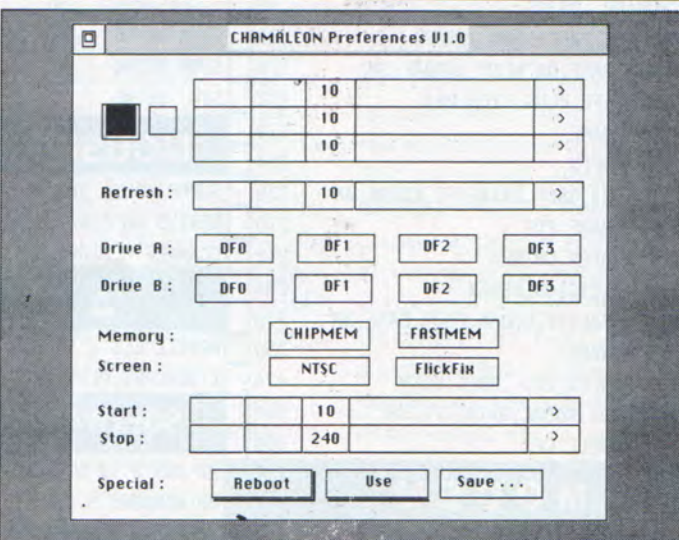 CHAMÄLEON Preferences V1.0
10 >
10 >
10 >
Refresh : 10 >
Drive A : DF0 DF1 DF2 DF3
Drive B : DF0 DF1 DF2 DF3
Memory : CHIPMEM FASTMEM
Screen : NTSC FlickFix
Start : 10 >
Stop : 240 >
Special : Reboot Use Save...